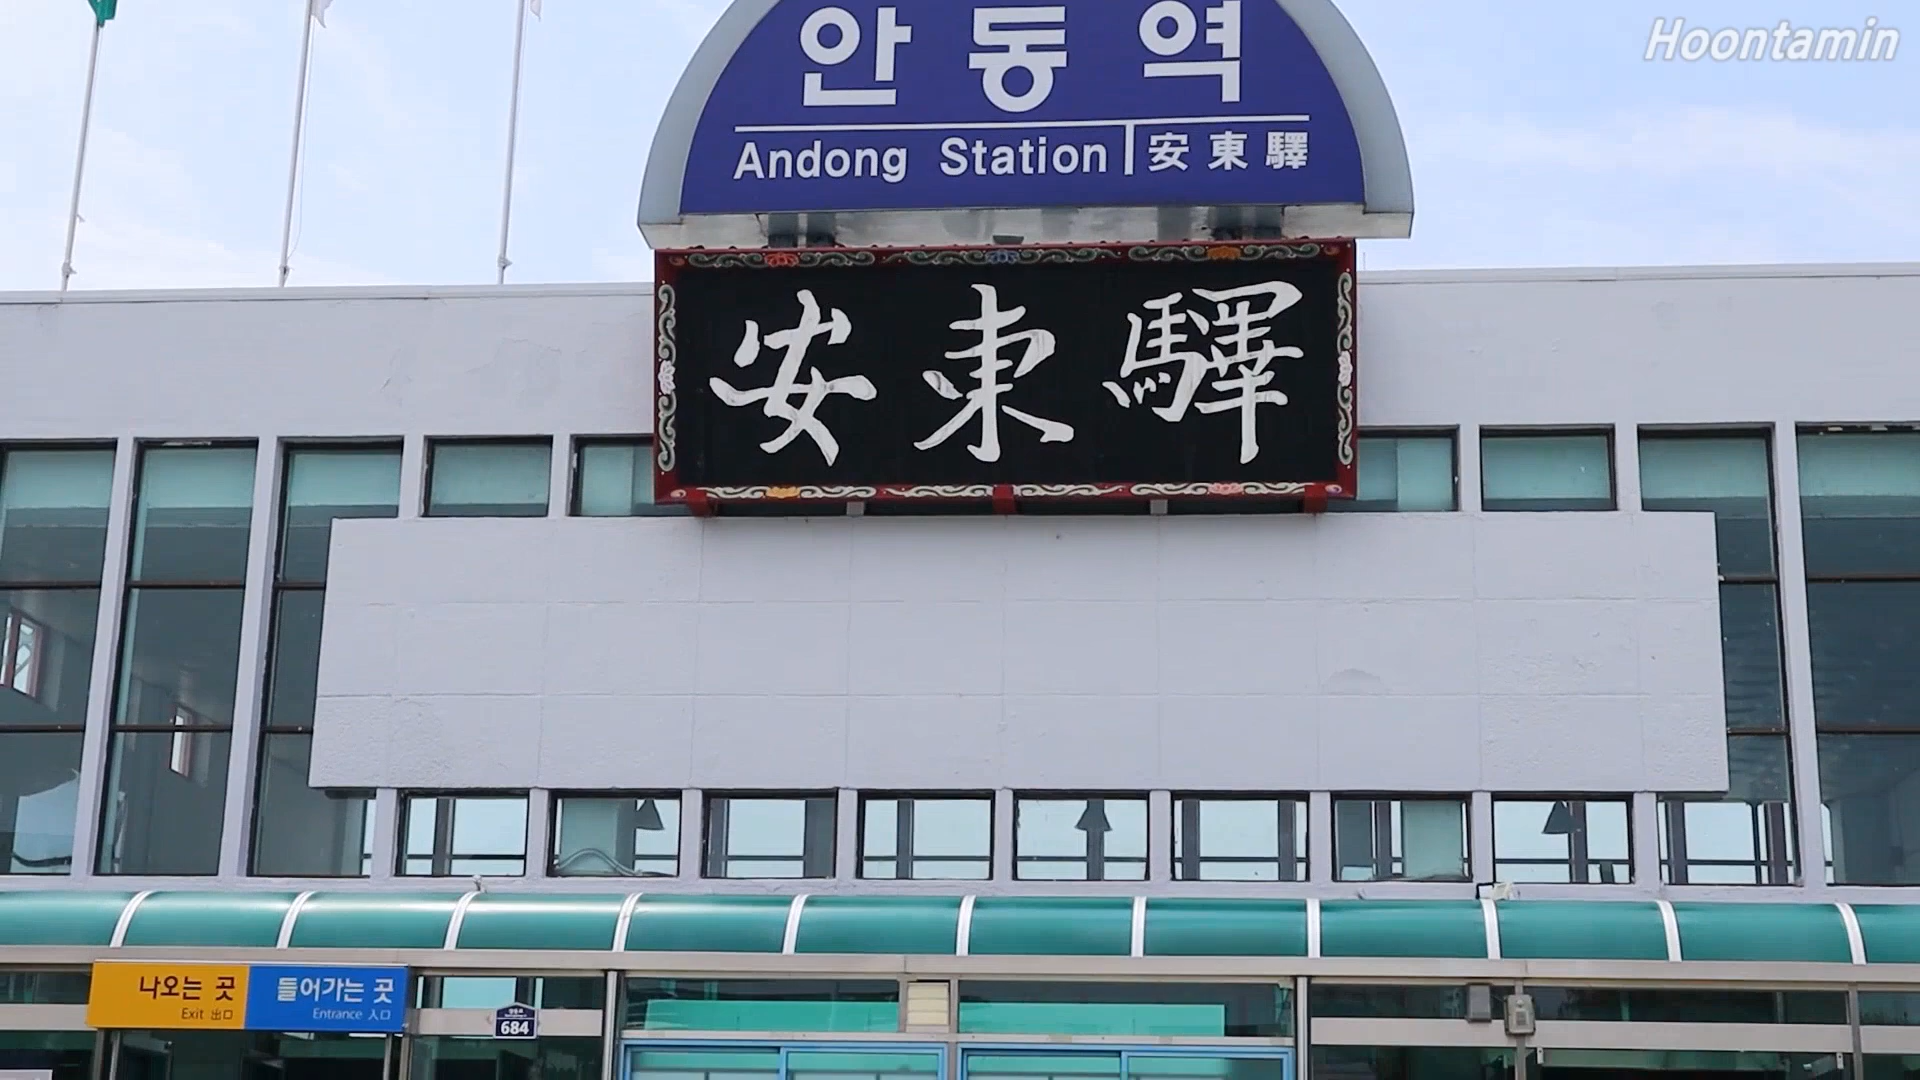 Hoontamin
안동역
Andong Station 安東驛
安東驛
나오는 곳
Exit 出口
들어가는 곳
Entrance 入口
684